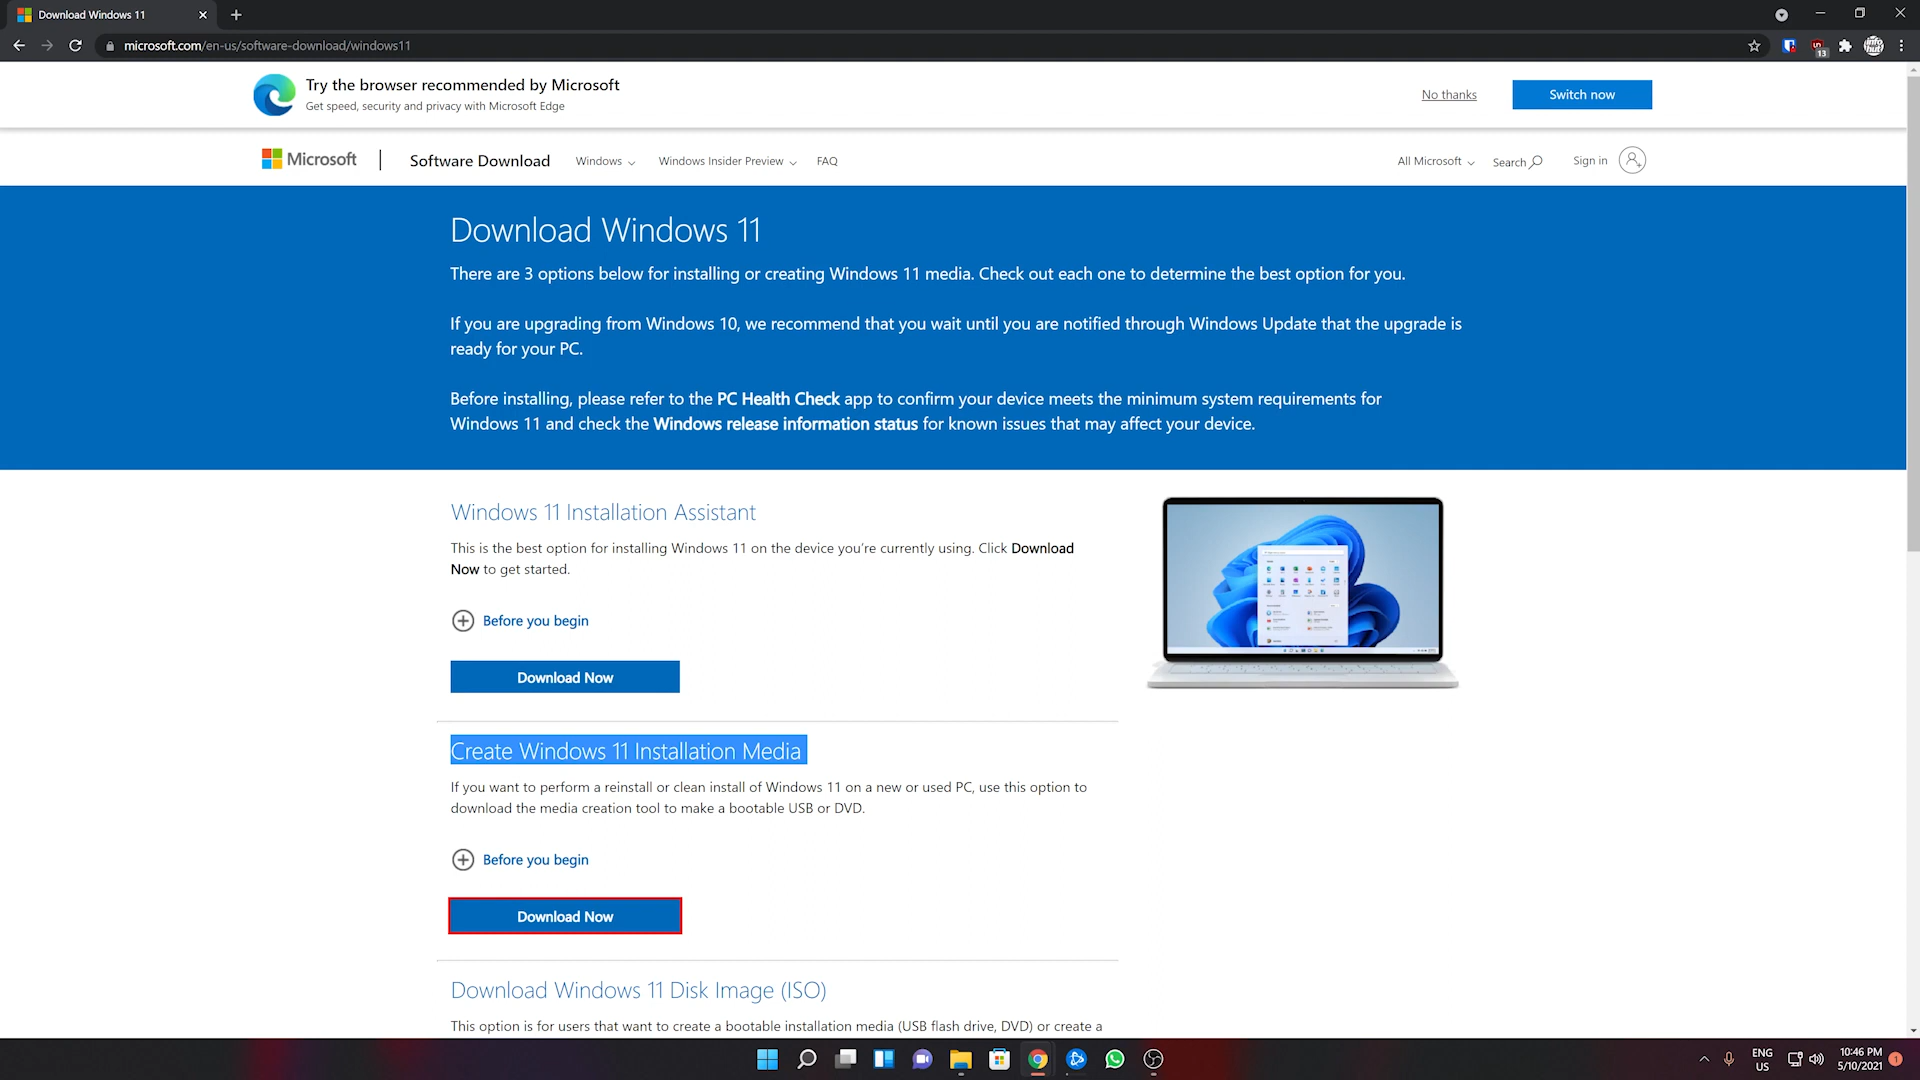 Download Windows 11
microsoft.com/en-us/software-download/windows11
13
Try the browser recommended by Microsoft
Get speed, security and privacy with Microsoft Edge
No thanks
Switch now
Microsoft
Software Download
Windows
Windows Insider Preview
FAQ
All Microsoft
Search
Sign in
Download Windows 11
There are 3 options below for installing or creating Windows 11 media. Check out each one to determine the best option for you.
If you are upgrading from Windows 10, we recommend that you wait until you are notified through Windows Update that the upgrade is
ready for your PC.
Before installing, please refer to the PC Health Check app to confirm your device meets the minimum system requirements for
Windows 11 and check the Windows release information status for known issues that may affect your device.
Windows 11 Installation Assistant
This is the best option for installing Windows 11 on the device you're currently using. Click Download
Now to get started.
Before you begin
Download Now
Create Windows 11 Installation Media
If you want to perform a reinstall or clean install of Windows 11 on a new or used PC, use this option to
download the media creation tool to make a bootable USB or DVD.
Before you begin
Download Now
Download Windows 11 Disk Image (ISO)
This option is for users that want to create a bootable installation media (USB flash drive, DVD) or create a
ENG
US
10:46 PM
5/10/2021
1